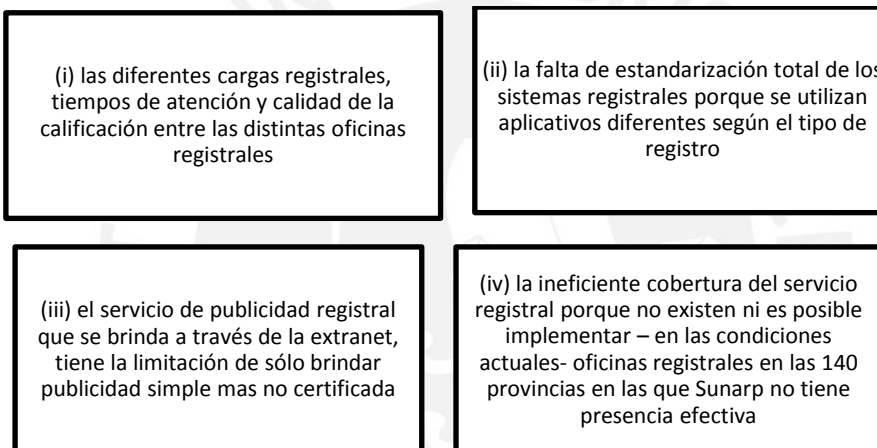 (i) las diferentes cargas registrales,
tiempos de atención y calidad de la
calificación entre las distintas oficinas
registrales
(ii) la falta de estandarización total de los
sistemas registrales porque se utilizan
aplicativos diferentes según el tipo de
registro
(iii) el servicio de publicidad registral
que se brinda a través de la extranet,
tiene la limitación de sólo brindar
publicidad simple mas no certificada
(iv) la ineficiente cobertura del servicio
registral porque no existen ni es posible
implementar – en las condiciones
actuales- oficinas registrales en las 140
provincias en las que Sunarp no tiene
presencia efectiva